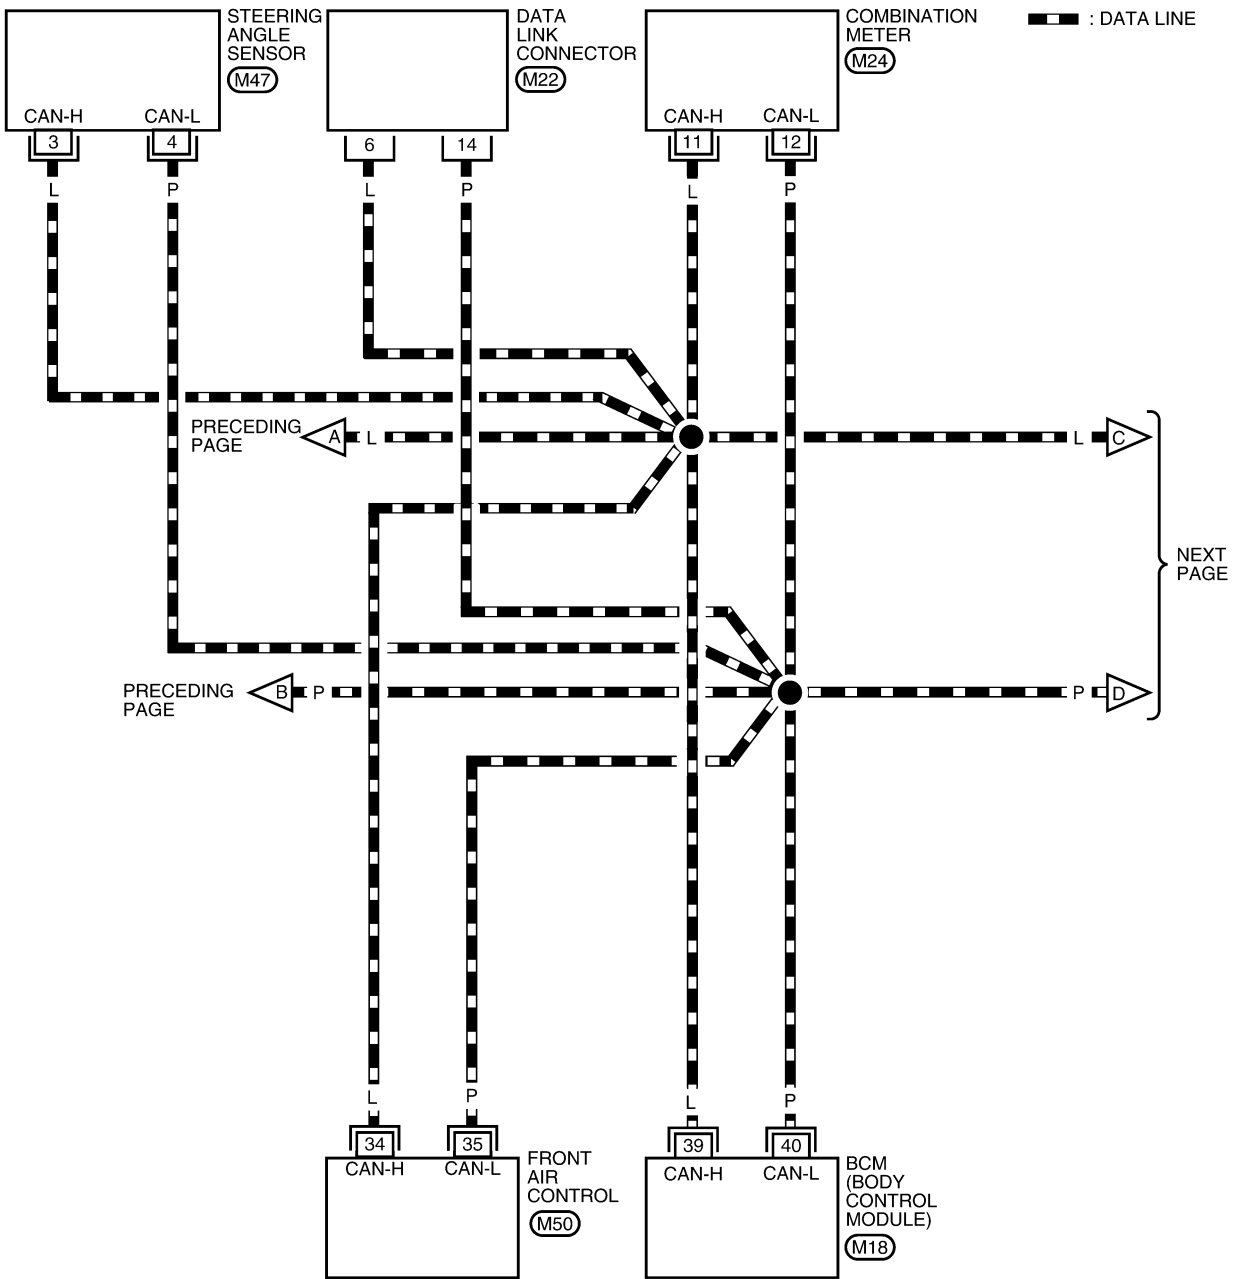 STEERING
ANGLE
SENSOR
M47
DATA
LINK
CONNECTOR
M22
COMBINATION
METER
M24
: DATA LINE
CAN-H
CAN-L
CAN-H
CAN-L
3
4
6
14
11
12
L
P
L
P
L
P
PRECEDING
PAGE
A
L
L
C
NEXT
PAGE
PRECEDING
PAGE
B
P
P
D
L
P
L
P
34
35
39
40
CAN-H
CAN-L
CAN-H
CAN-L
FRONT
AIR
CONTROL
M50
BCM
(BODY
CONTROL
MODULE)
M18